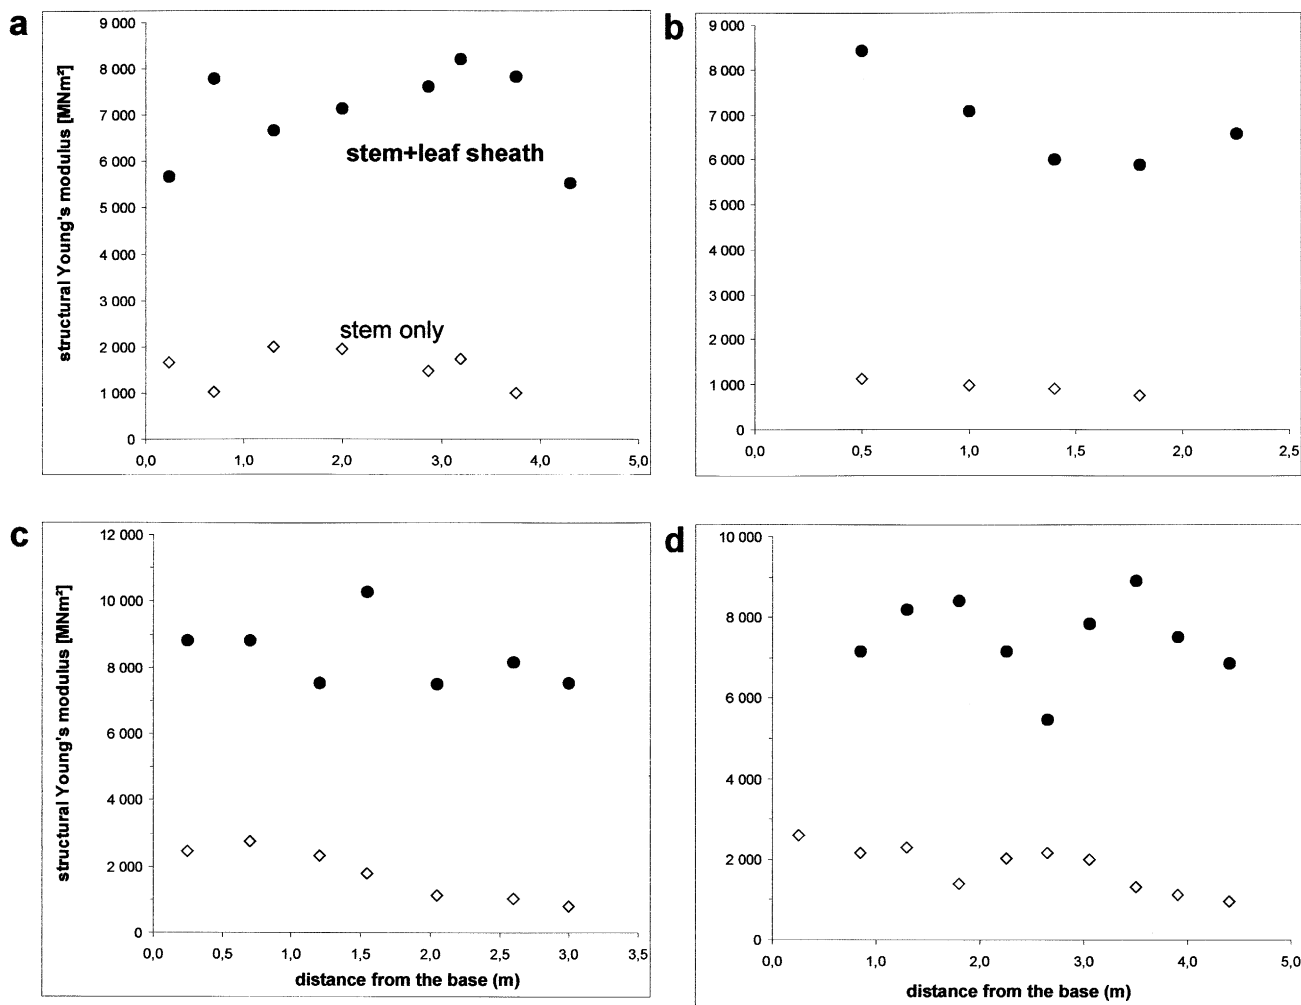 a
structural Young's modulus [MNm²]
9 000
8 000
7 000
6 000
5 000
4 000
3 000
2 000
1 000
0
stem+leaf sheath
stem only
0,0 1,0 2,0 3,0 4,0 5,0
b
9 000
8 000
7 000
6 000
5 000
4 000
3 000
2 000
1 000
0
0,0 0,5 1,0 1,5 2,0 2,5
c
structural Young's modulus [MNm²]
12 000
10 000
8 000
6 000
4 000
2 000
0
0,0 0,5 1,0 1,5 2,0 2,5 3,0 3,5
distance from the base (m)
d
10 000
8 000
6 000
4 000
2 000
0
0,0 1,0 2,0 3,0 4,0 5,0
distance from the base (m)